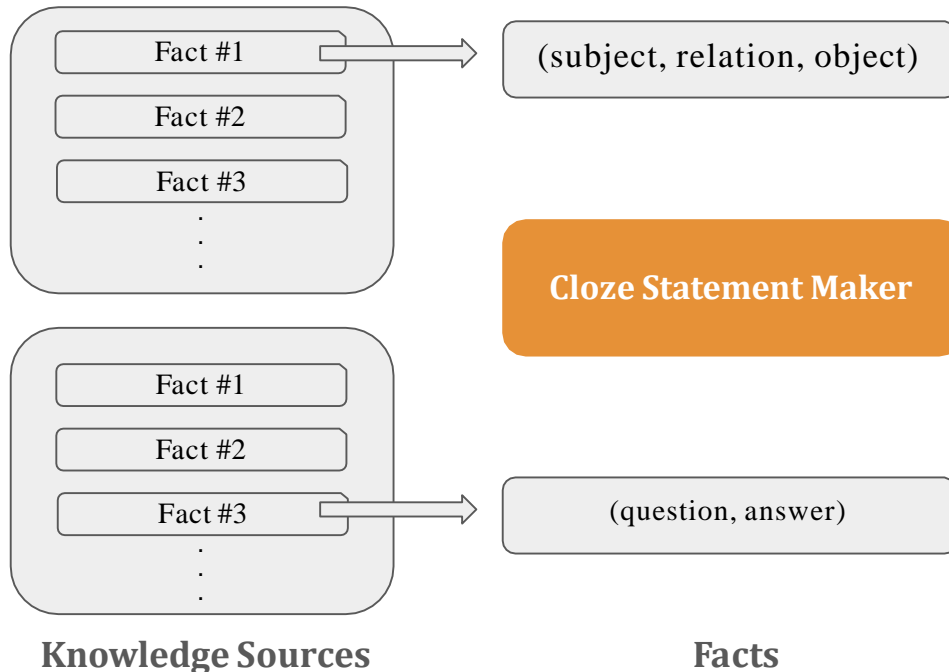 Fact #1
(subject, relation, object)
Fact #2
Fact #3
.
.
.
Cloze Statement Maker
Fact #1
Fact #2
Fact #3
(question, answer)
.
.
.
Knowledge Sources
Facts